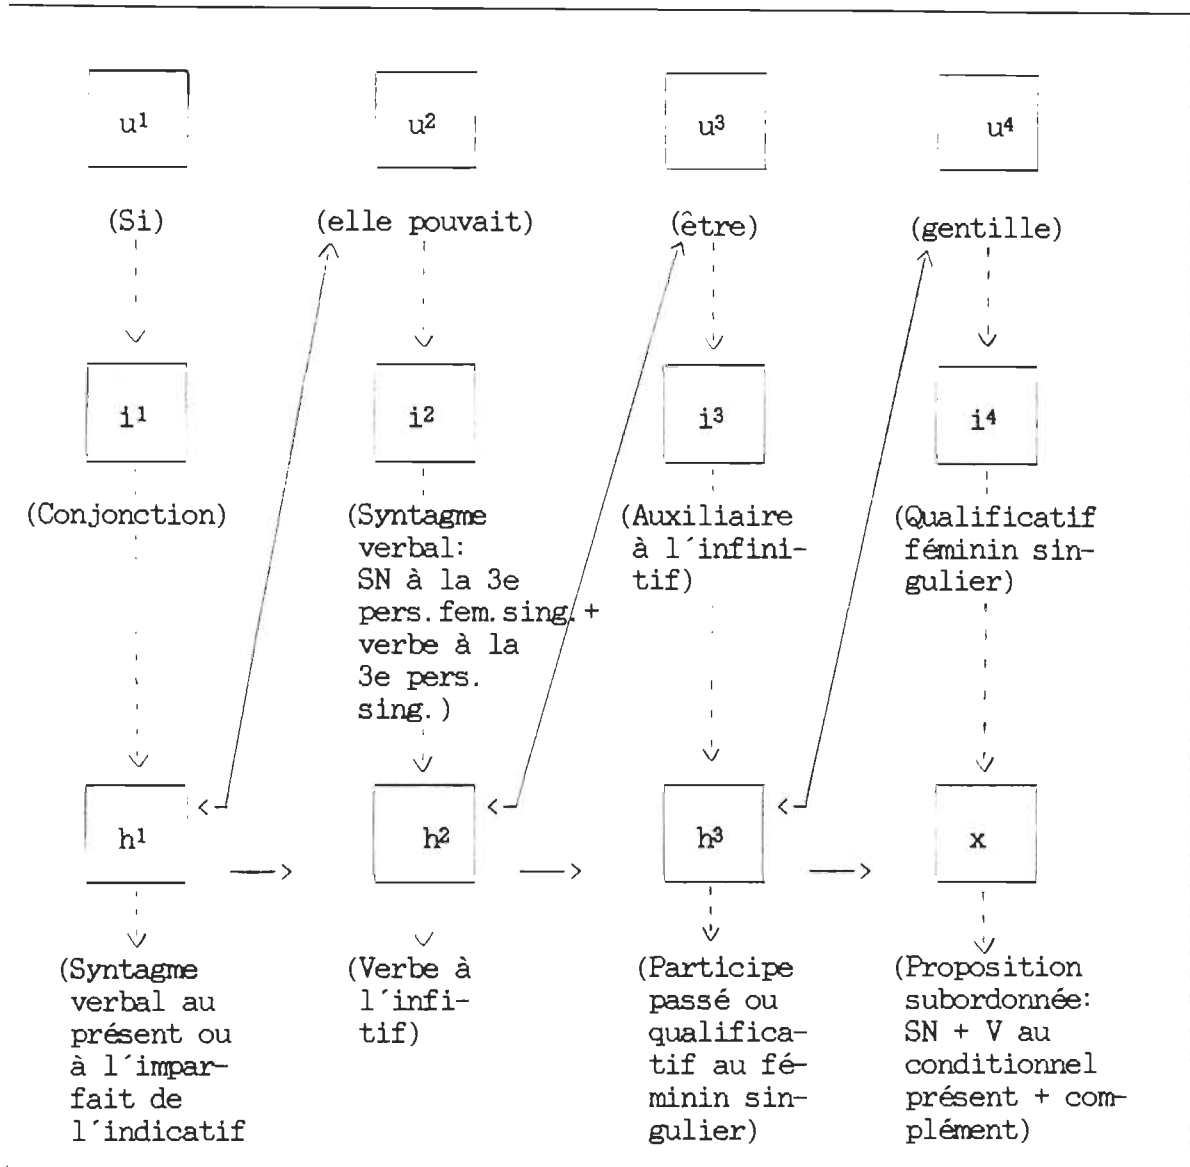 u¹ u² u³ u⁴
(Si) (elle pouvait) (être) (gentille)
i¹ i² i³ i⁴
(Conjonction)
(Syntagme
verbal:
SN à la 3e
pers.fem.sing.+
verbe à la
3e pers.
sing.)
(Auxiliaire
à l´infini-
tif)
(Qualificatif
féminin sin-
gulier)
h¹ h² h³ x
(Syntagme
verbal au
présent ou
à l´impar-
fait de
l´indicatif
(Verbe à
l´infi-
tif)
(Participe
passé ou
qualifica-
tif au fé-
minin sin-
gulier)
(Proposition
subordonnée:
SN + V au
conditionnel
présent + com-
plément)